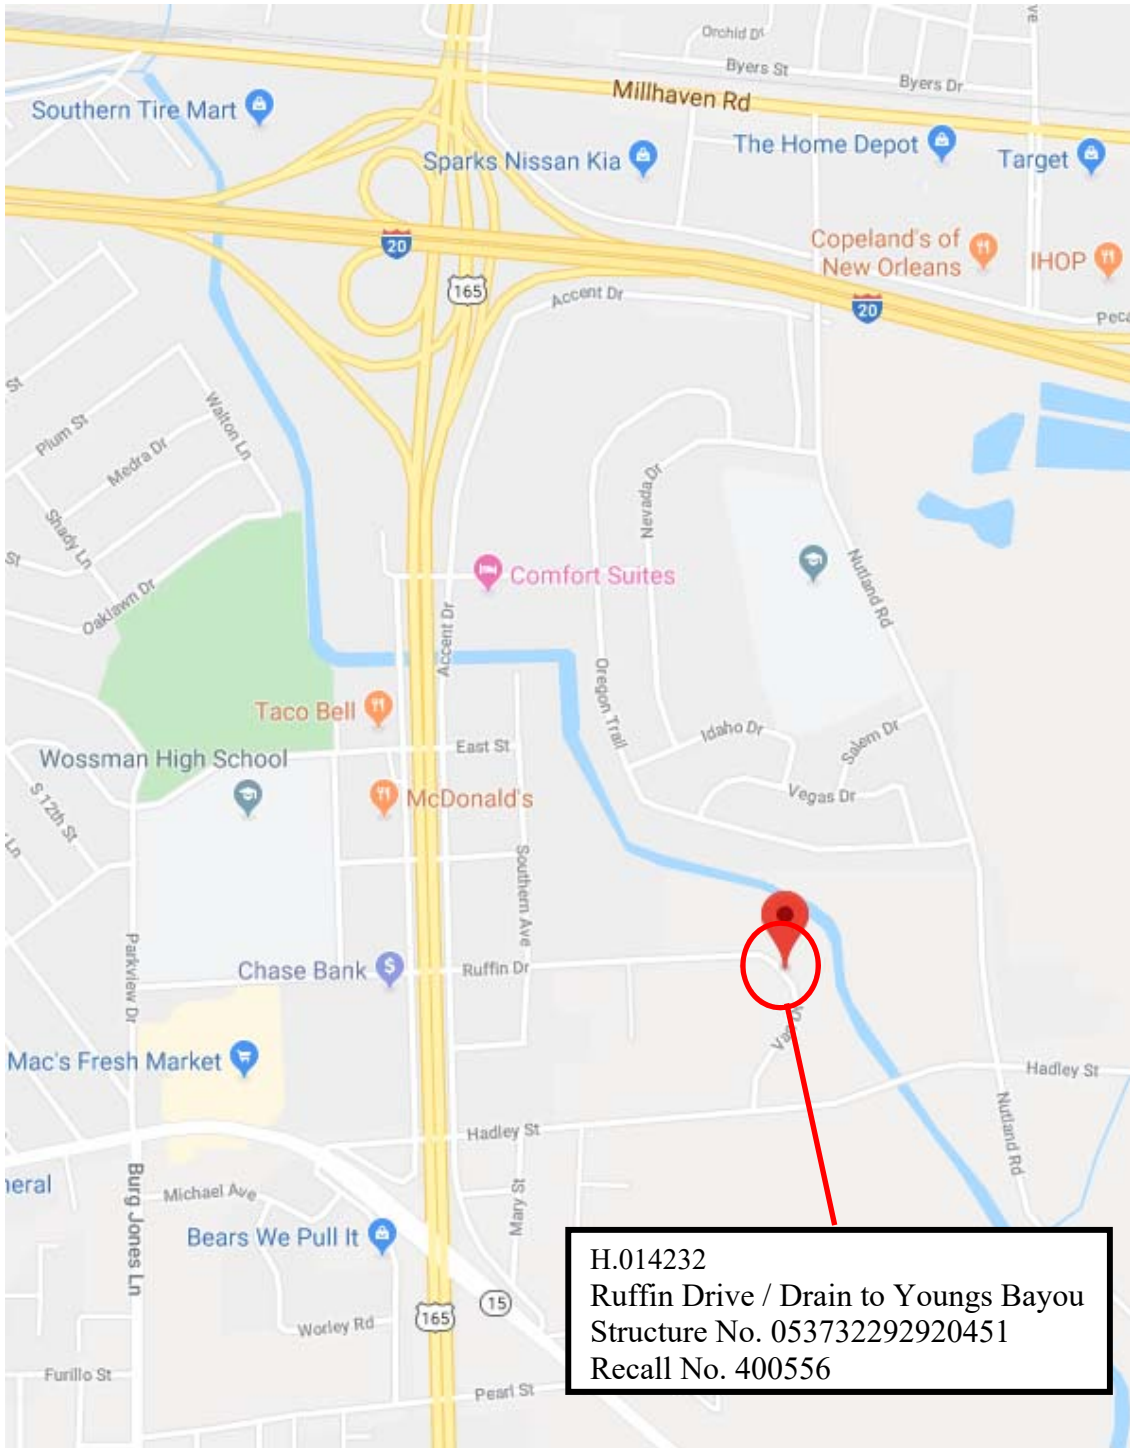 Orchid Dr
Byers St
Byers Dr
Millhaven Rd
Southern Tire Mart
Sparks Nissan Kia
The Home Depot
Target
Copeland's of
New Orleans
IHOP
20
165
Accent Dr
20
St
Plum St
Walton Ln
Medra Dr
Shady Ln
St
Oaklawn Dr
Nevada Dr
Nutland Rd
Comfort Suites
Accent Dr
Oregon Trail
Taco Bell
Idaho Dr
Salem Dr
East St
Wossman High School
McDonald's
Vegas Dr
S 12th St
Ln
Southern Ave
Parkview Dr
Chase Bank
$
Ruffin Dr
Mac's Fresh Market
Hadley St
Nutland Rd
Hadley St
Burg Jones Ln
Michael Ave
Mary St
Bears We Pull It
15
165
Worley Rd
Furillo St
Pearl St
H.014232
Ruffin Drive / Drain to Youngs Bayou
Structure No. 053732292920451
Recall No. 400556